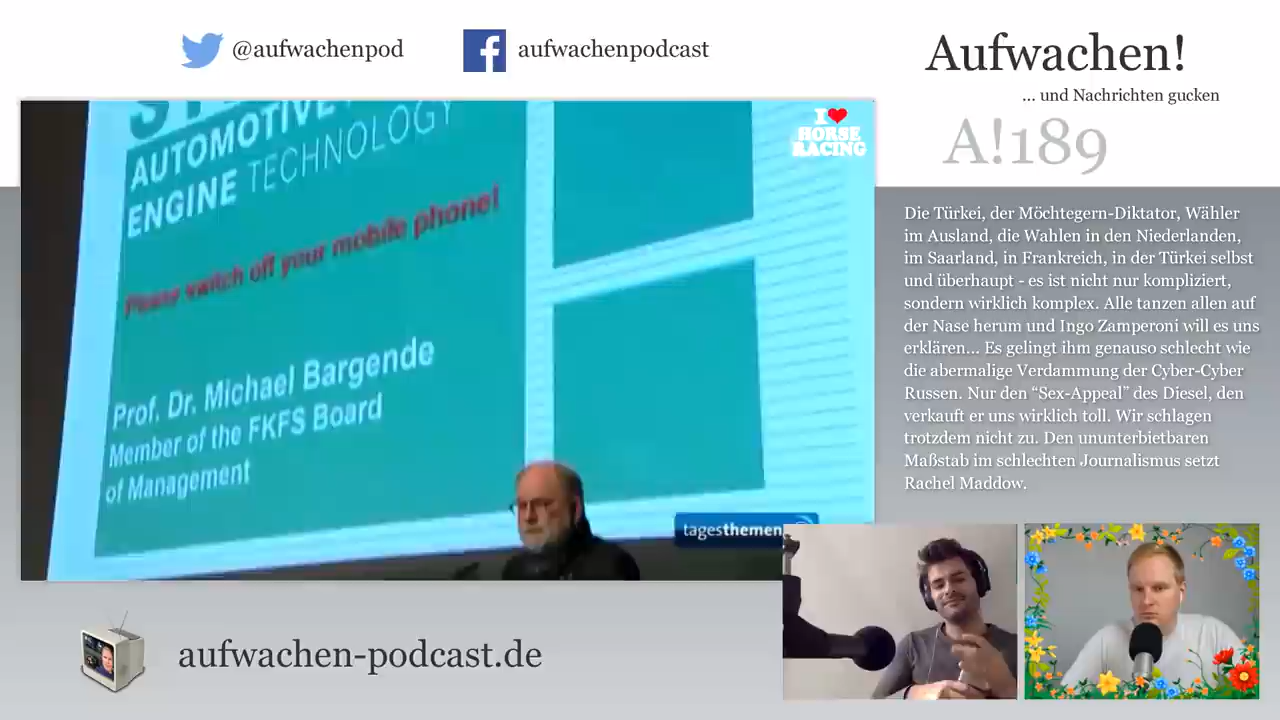 @aufwachenpod
aufwachenpodcast
Aufwachen!
... und Nachrichten gucken
A!189
AUTOMOTIVE
ENGINE TECHNOLOGY
Please switch off your mobile phone!
Prof. Dr. Michael Bargende
Member of the FKFS Board
of Management
I
HORSE
RACING
tagesthemen
Die Türkei, der Möchtegern-Diktator, Wähler
im Ausland, die Wahlen in den Niederlanden,
im Saarland, in Frankreich, in der Türkei selbst
und überhaupt - es ist nicht nur kompliziert,
sondern wirklich komplex. Alle tanzen allen auf
der Nase herum und Ingo Zamperoni will es uns
erklären... Es gelingt ihm genauso schlecht wie
die abermalige Verdammung der Cyber-Cyber
Russen. Nur den “Sex-Appeal” des Diesel, den
verkauft er uns wirklich toll. Wir schlagen
trotzdem nicht zu. Den ununterbietbaren
Maßstab im schlechten Journalismus setzt
Rachel Maddow.
aufwachen-podcast.de